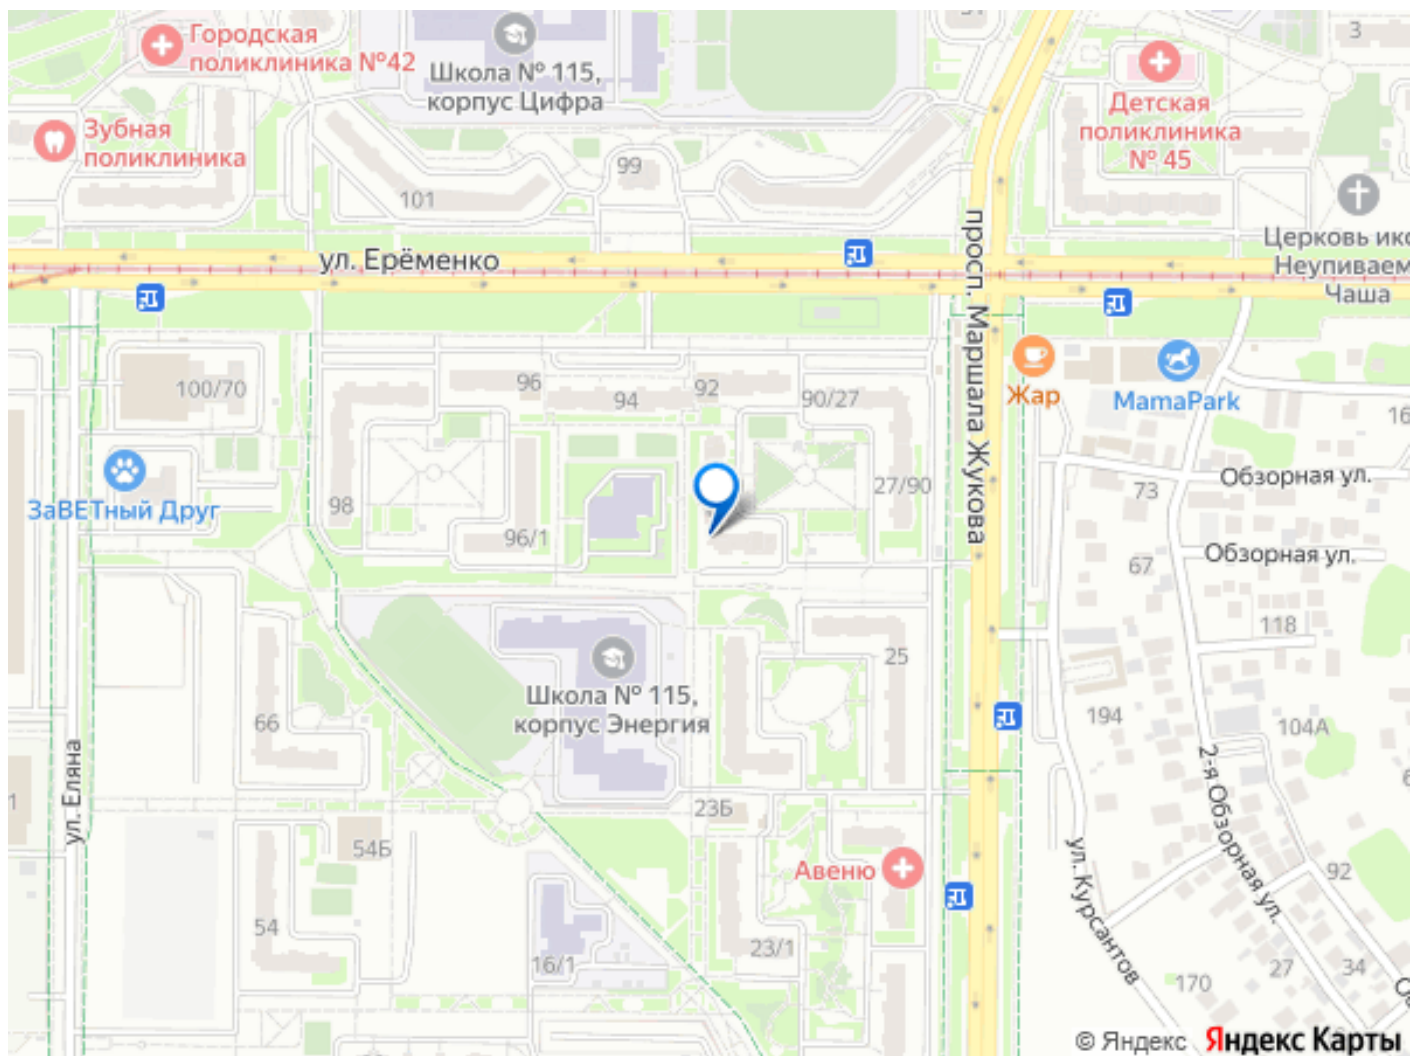 Городская
поликлиника №42
Школа № 115,
корпус Цифра
3
Детская
поликлиника
№ 45
Зубная
поликлиника
99
101
Церковь ико
Неупиваем
Чаша
ул. Ерёменко
просп. Маршала Жукова
Жар
MamaPark
100/70
96
94
92
90/27
16
ЗаВЕТный Друг
98
96/1
27/90
73
Обзорная ул.
67
Обзорная ул.
118
25
Школа № 115,
корпус Энергия
66
194
104А
ул. Еляна
2-я Обзорная ул.
1
54Б
23Б
Авеню
ул. Курсантов
92
54
16/1
23/1
170
27
34
© Яндекс Яндекс Карты